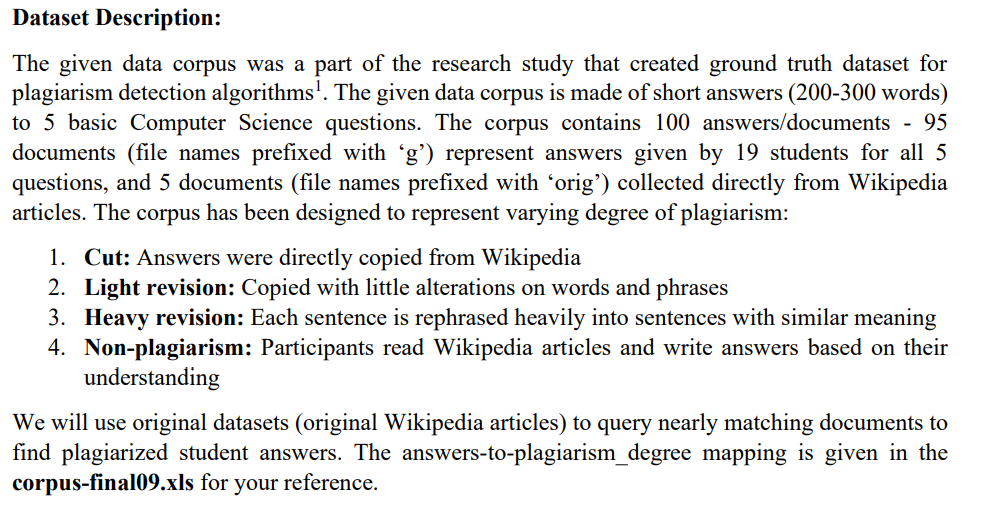 Dataset Description:
The given data corpus was a part of the research study that created ground truth dataset for
plagiarism detection algorithms¹. The given data corpus is made of short answers (200-300 words)
to 5 basic Computer Science questions. The corpus contains 100 answers/documents - 95
documents (file names prefixed with ‘g’) represent answers given by 19 students for all 5
questions, and 5 documents (file names prefixed with ‘orig’) collected directly from Wikipedia
articles. The corpus has been designed to represent varying degree of plagiarism:
1. Cut: Answers were directly copied from Wikipedia
2. Light revision: Copied with little alterations on words and phrases
3. Heavy revision: Each sentence is rephrased heavily into sentences with similar meaning
4. Non-plagiarism: Participants read Wikipedia articles and write answers based on their
understanding
We will use original datasets (original Wikipedia articles) to query nearly matching documents to
find plagiarized student answers. The answers-to-plagiarism_degree mapping is given in the
corpus-final09.xls for your reference.